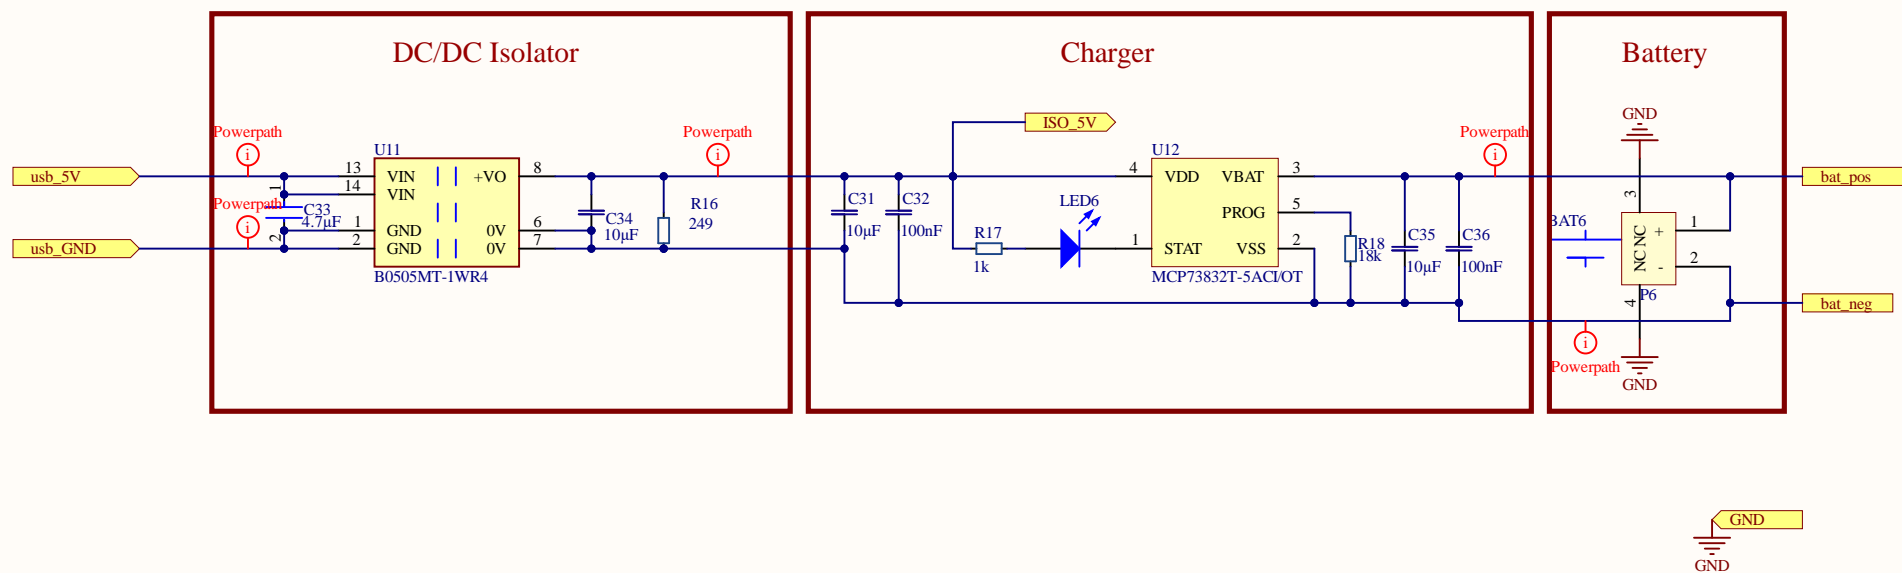 DC/DC Isolator
Charger
Battery
Powerpath
Powerpath
Powerpath
Powerpath
Powerpath
usb_5V
usb_GND
U11
13
14
1
2
VIN
VIN
GND
GND
+VO
0V
0V
8
6
7
B0505MT-1WR4
1
2
C33
4.7µF
C34
10µF
R16
249
C31
10µF
C32
100nF
ISO_5V
R17
1k
LED6
U12
4
1
VDD
STAT
VBAT
PROG
VSS
3
5
2
MCP73832T-5ACI/OT
R18
18k
C35
10µF
C36
100nF
GND
3
BAT6
NC NC
+
-
1
2
4
P6
GND
bat_pos
bat_neg
GND
GND